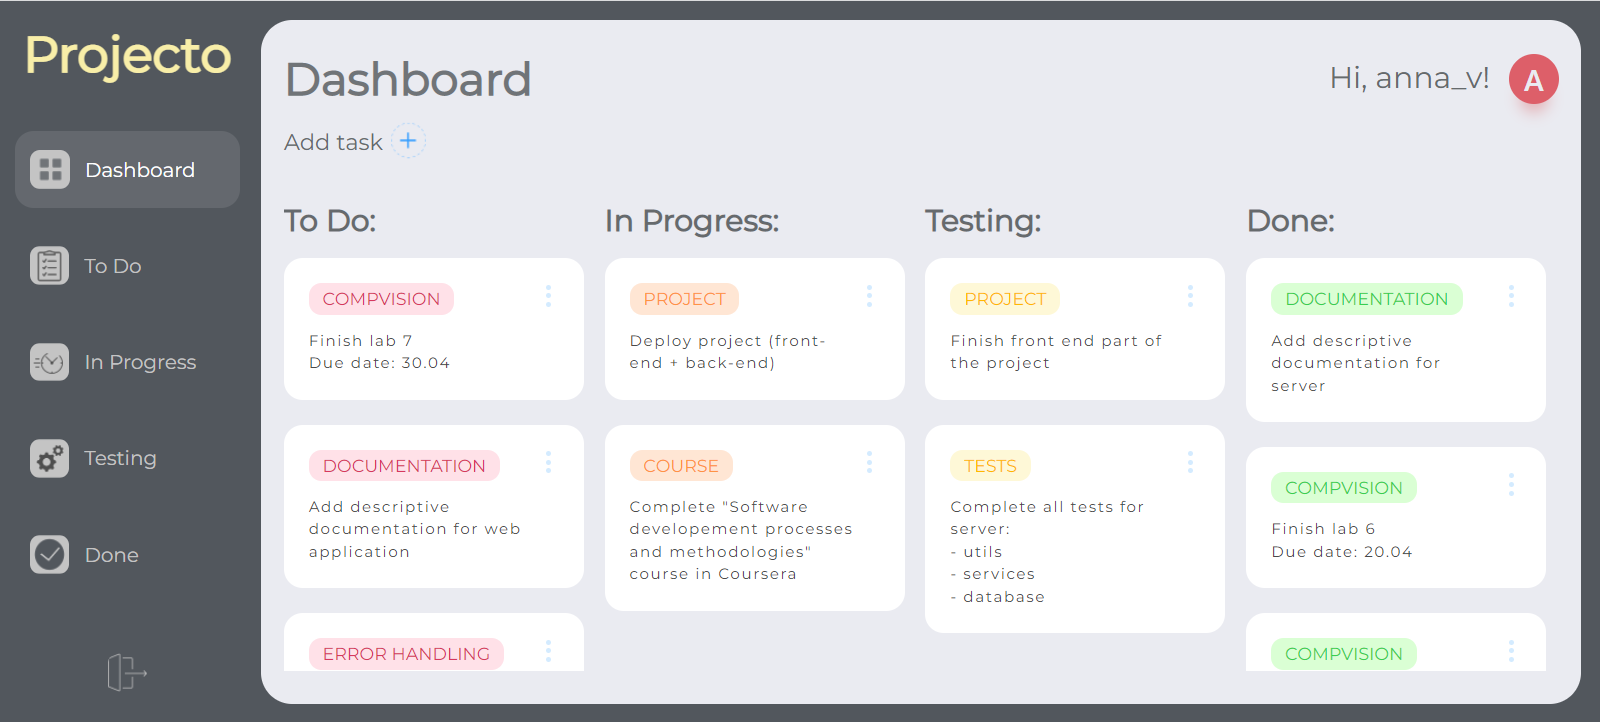 Projecto
Dashboard
To Do
In Progress
Testing
Done
Dashboard
Hi, anna_v!
A
Add task +
To Do:
COMPVISION
Finish lab 7
Due date: 30.04
DOCUMENTATION
Add descriptive
documentation for web
application
ERROR HANDLING
In Progress:
PROJECT
Deploy project (front-
end + back-end)
COURSE
Complete "Software
developement processes
and methodologies"
course in Coursera
Testing:
PROJECT
Finish front end part of
the project
TESTS
Complete all tests for
server:
- utils
- services
- database
Done:
DOCUMENTATION
Add descriptive
documentation for
server
COMPVISION
Finish lab 6
Due date: 20.04
COMPVISION